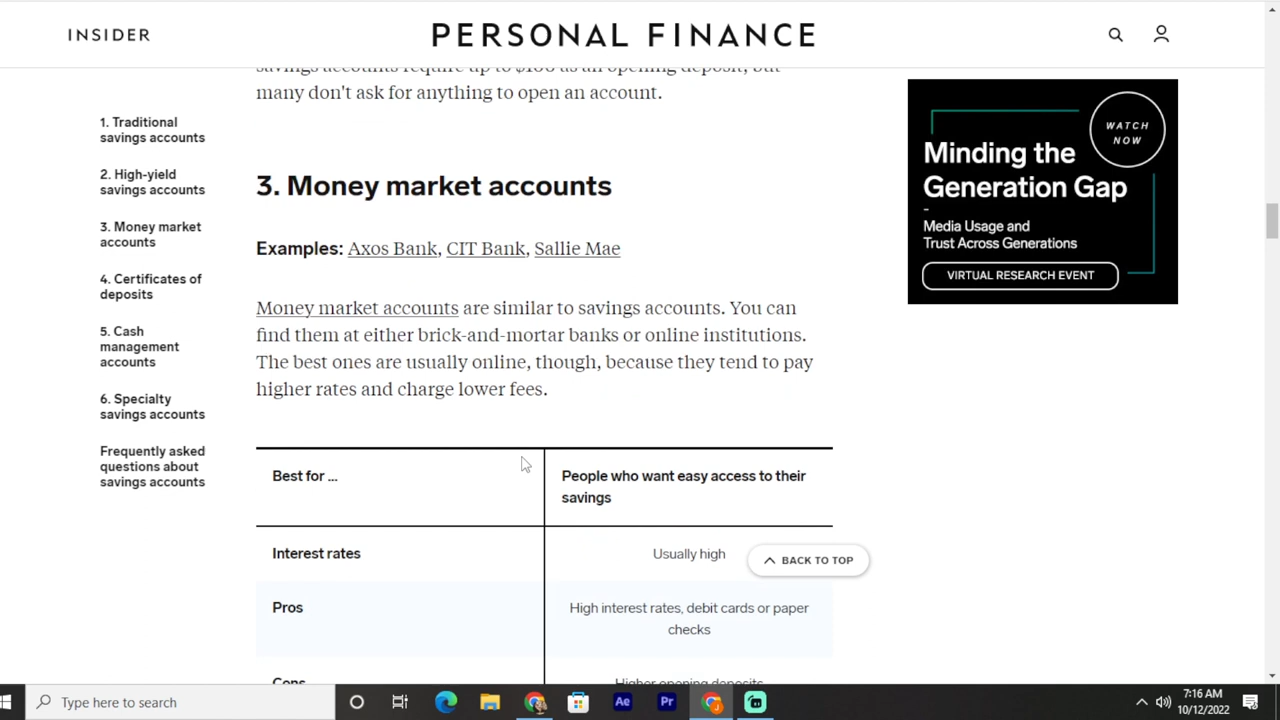 INSIDER
PERSONAL FINANCE
savings accounts require up to $100 as an opening deposit, but
many don't ask for anything to open an account.
1. Traditional
savings accounts
2. High-yield
savings accounts
3. Money market
accounts
4. Certificates of
deposits
5. Cash
management
accounts
6. Specialty
savings accounts
Frequently asked
questions about
savings accounts
3. Money market accounts
Examples: Axos Bank, CIT Bank, Sallie Mae
Money market accounts are similar to savings accounts. You can
find them at either brick-and-mortar banks or online institutions.
The best ones are usually online, though, because they tend to pay
higher rates and charge lower fees.
Best for ...
People who want easy access to their
savings
Interest rates
Usually high
Pros
High interest rates, debit cards or paper
checks
Cons
Higher opening deposits
BACK TO TOP
WATCH
NOW
Minding the
Generation Gap
-
Media Usage and
Trust Across Generations
VIRTUAL RESEARCH EVENT
Type here to search
Ae
Pr
7:16 AM
10/12/2022